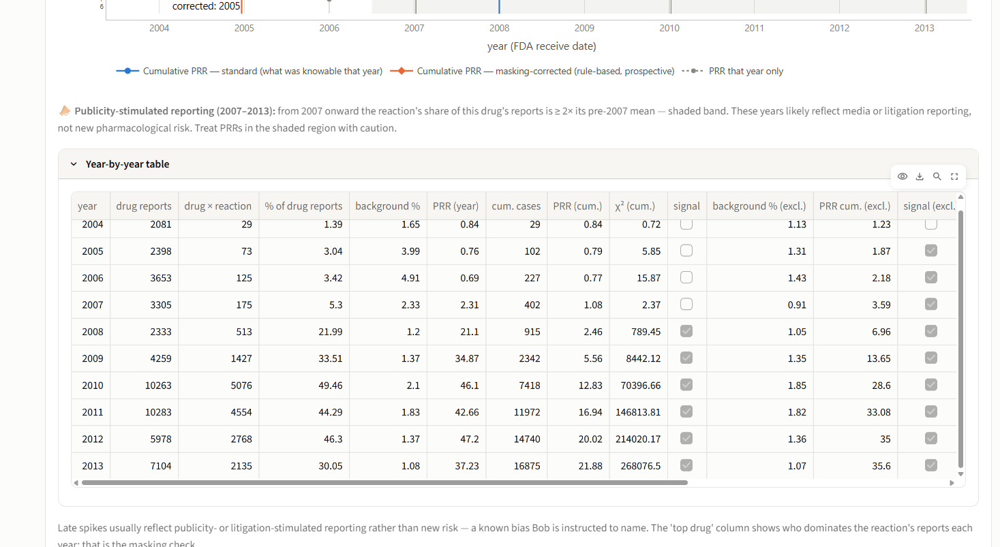 6
corrected: 2005
2004 2005 2006 2007 2008 2009 2010 2011 2012 2013
year (FDA receive date)
Cumulative PRR — standard (what was knowable that year) Cumulative PRR — masking-corrected (rule-based, prospective) PRR that year only
Publicity-stimulated reporting (2007–2013): from 2007 onward the reaction's share of this drug's reports is ≥ 2× its pre-2007 mean — shaded band. These years likely reflect media or litigation reporting,
not new pharmacological risk. Treat PRRs in the shaded region with caution.
Year-by-year table
year drug reports drug × reaction % of drug reports background % PRR (year) cum. cases PRR (cum.) χ² (cum.) signal background % (excl.) PRR cum. (excl.) signal (excl.
2004 2081 29 1.39 1.65 0.84 29 0.84 0.72 1.13 1.23
2005 2398 73 3.04 3.99 0.76 102 0.79 5.85 1.31 1.87
2006 3653 125 3.42 4.91 0.69 227 0.77 15.87 1.43 2.18
2007 3305 175 5.3 2.33 2.31 402 1.08 2.37 0.91 3.59
2008 2333 513 21.99 1.2 21.1 915 2.46 789.45 1.05 6.96
2009 4259 1427 33.51 1.37 34.87 2342 5.56 8442.12 1.35 13.65
2010 10263 5076 49.46 2.1 46.1 7418 12.83 70396.66 1.85 28.6
2011 10283 4554 44.29 1.83 42.66 11972 16.94 146813.81 1.82 33.08
2012 5978 2768 46.3 1.37 47.2 14740 20.02 214020.17 1.36 35
2013 7104 2135 30.05 1.08 37.23 16875 21.88 268076.5 1.07 35.6
Late spikes usually reflect publicity- or litigation-stimulated reporting rather than new risk — a known bias Bob is instructed to name. The 'top drug' column shows who dominates the reaction's reports each
year; that is the masking check.